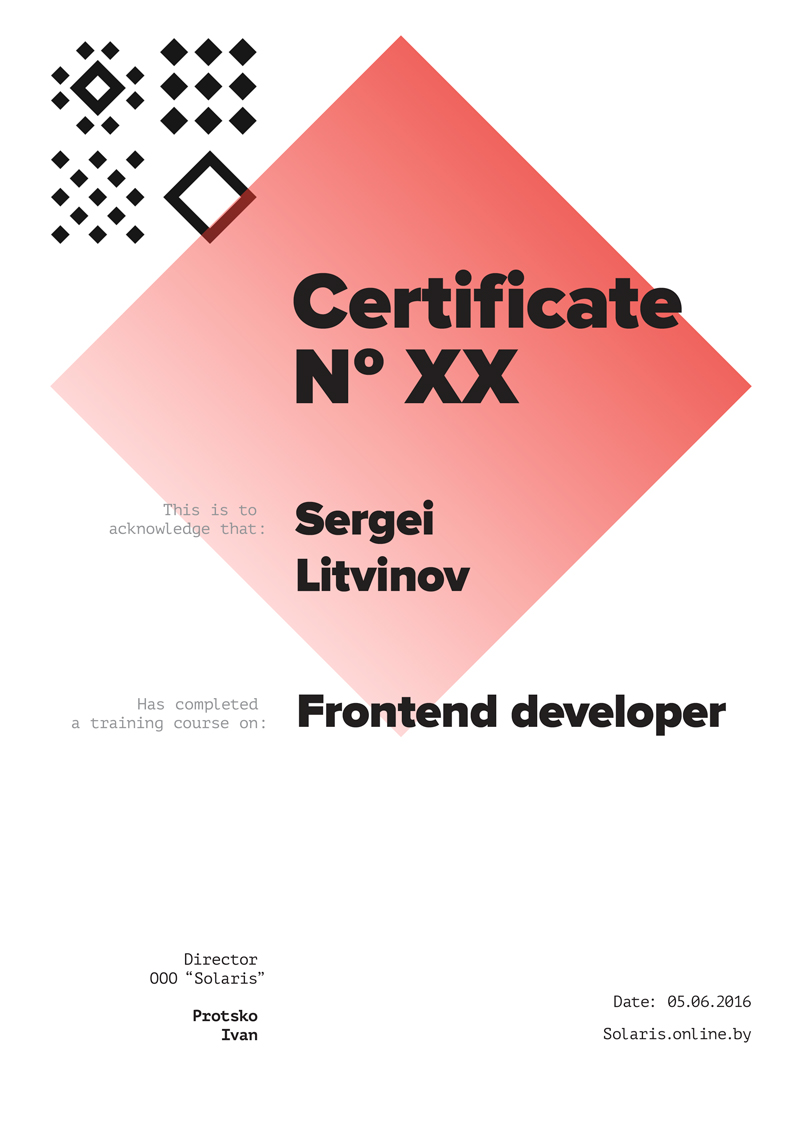 Certificate
Nº XX
This is to
acknowledge that:
Sergei
Litvinov
Has completed
a training course on:
Frontend developer
Director
OOO “Solaris”
Protsko
Ivan
Date: 05.06.2016
Solaris.online.by